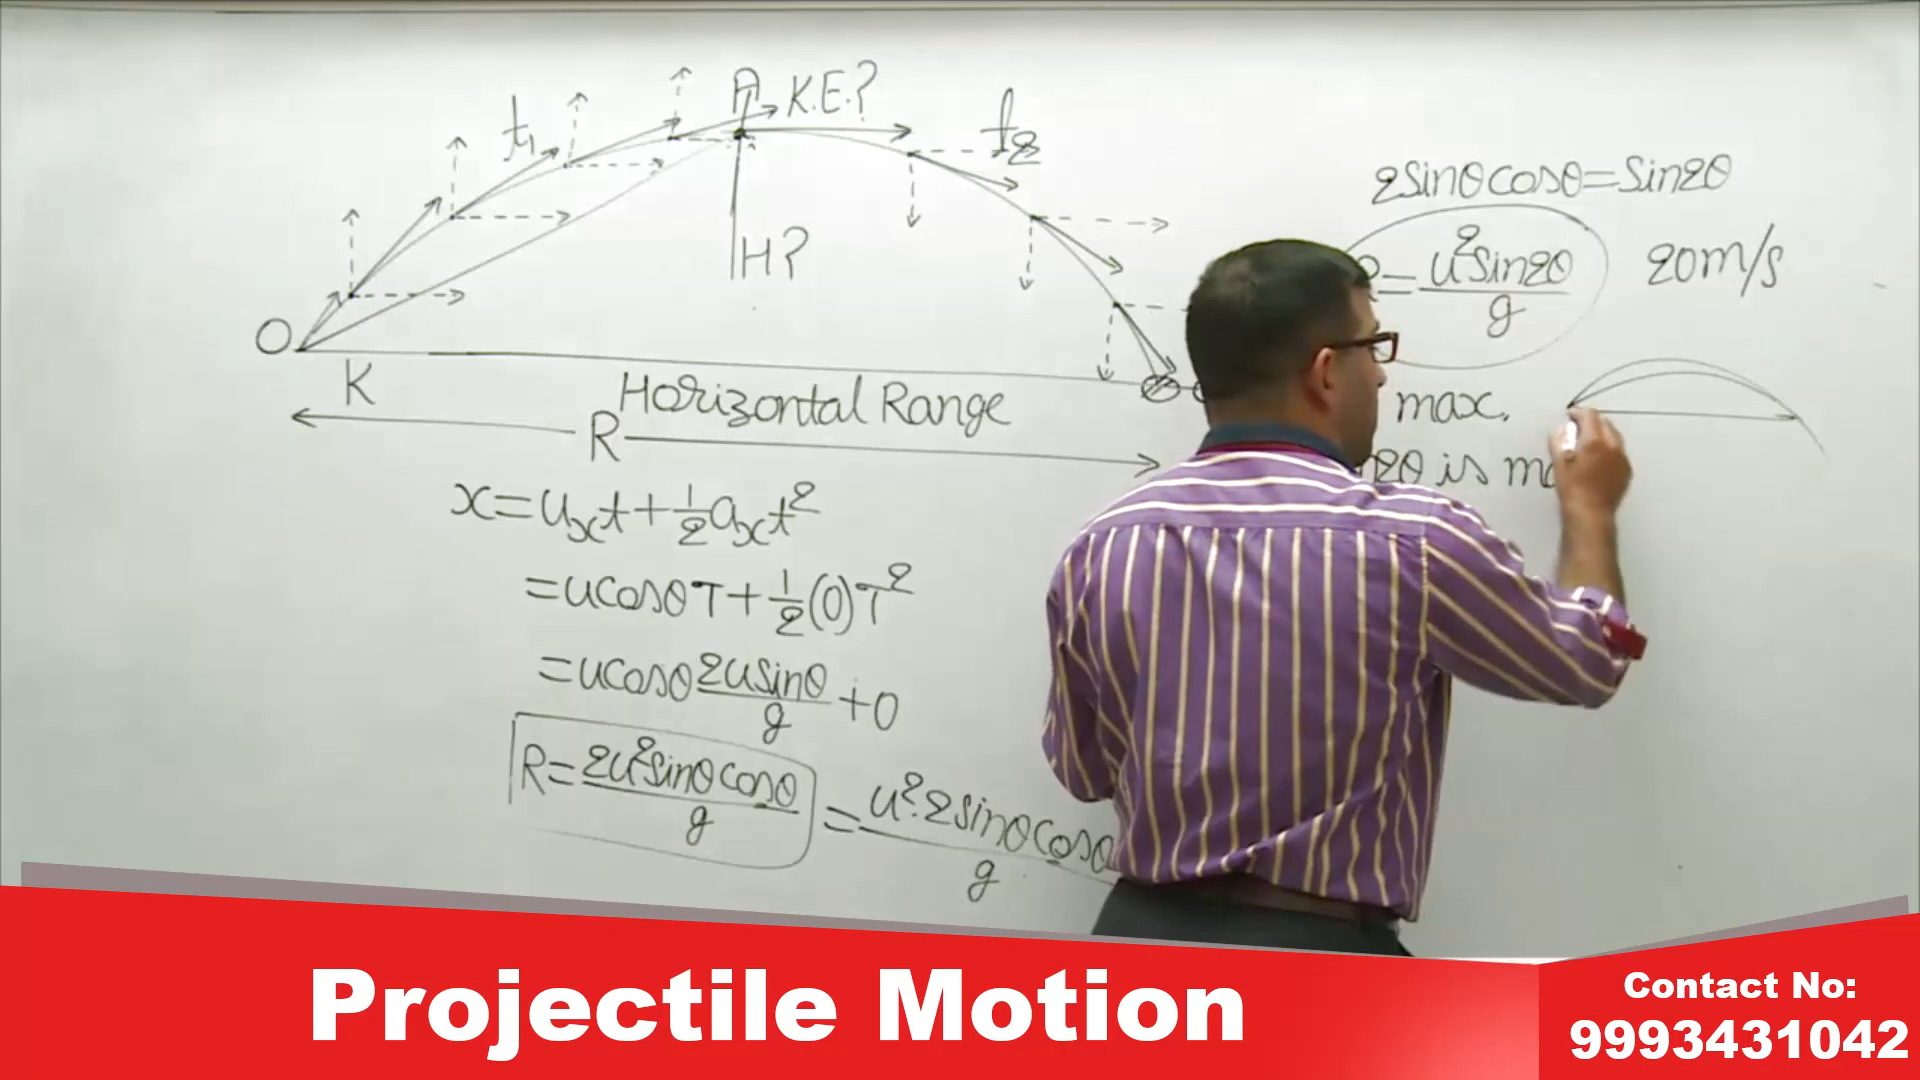 t₁
A K.E.?
t₂
H?
O
K
Horizontal Range
R
x=uₓt+½aₓt²
=ucosθT+½(0)T²
=ucosθ 2usinθ/g +0
R=2u²sinθcosθ/g =u².2sinθcosθ/g
2sinθcosθ=sin2θ
=u²sin2θ/g
20m/s
max.
2θ is
Projectile Motion
Contact No:
9993431042